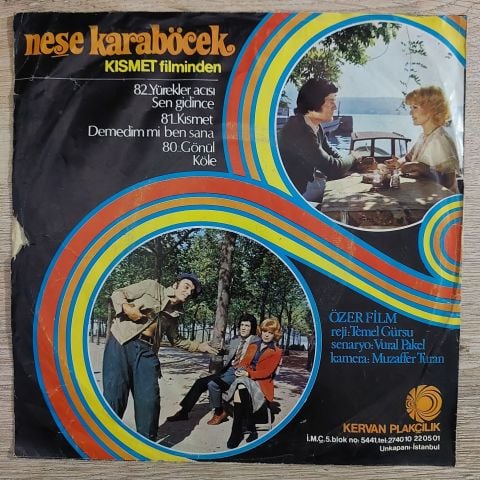 neşe karaböcek
KISMET filminden
82.Yürekler acısı
Sen gidince
81.Kısmet
Demedim mi ben sana
80.Gönül
Köle
ÖZER FİLM
reji:Temel Gürsu
senaryo:Vural Pakel
kamera:Muzaffer Turan
KERVAN PLAKÇILIK
İ.M.Ç.5.blok no:5441,tel:274010 220501
Unkapanı-İstanbul